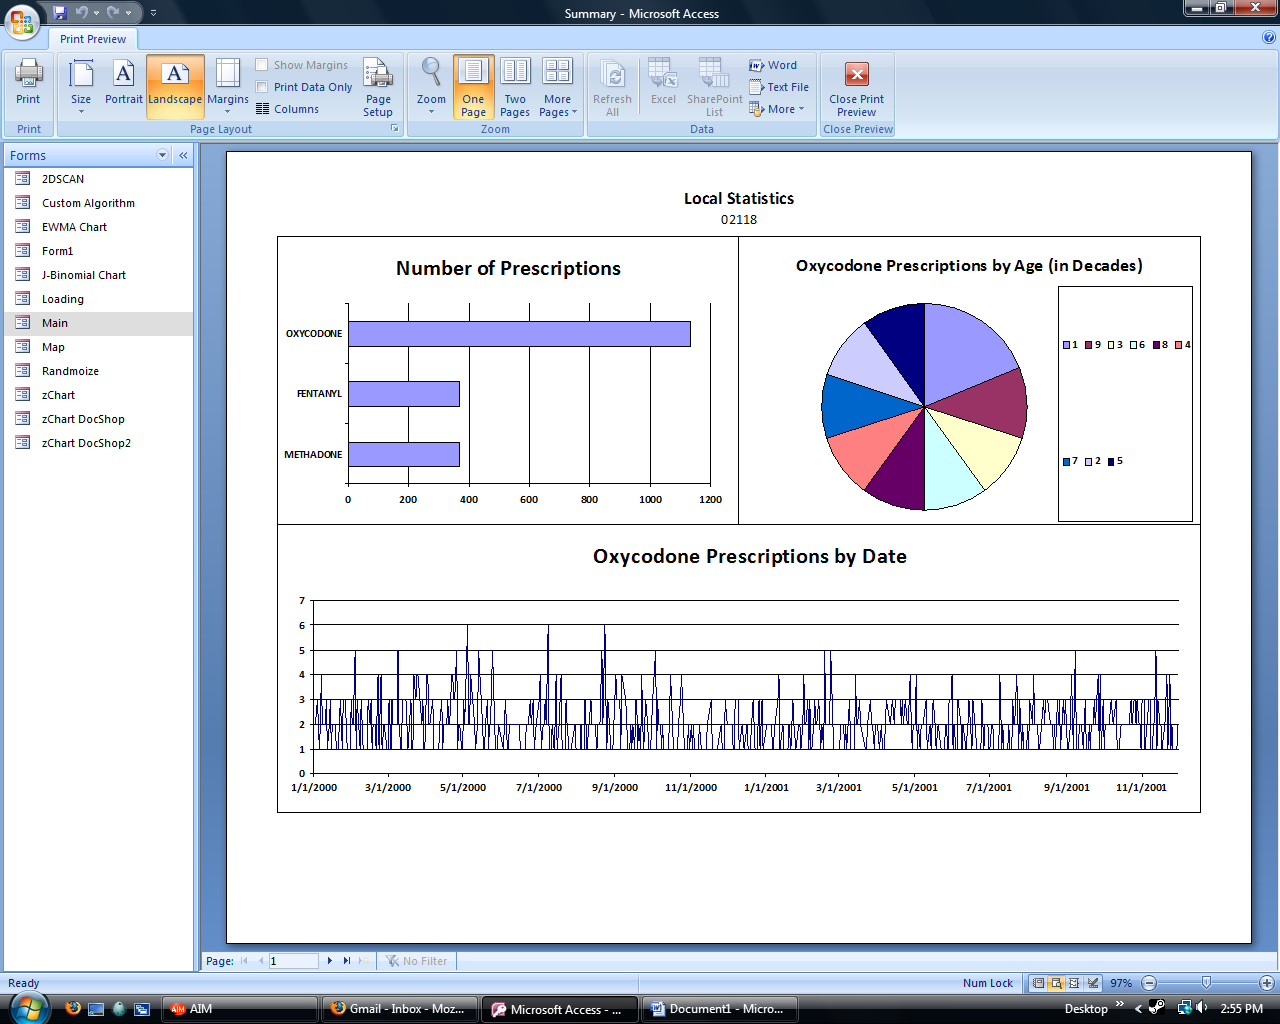 Summary - Microsoft Access
Print Preview
Print
Size
Portrait
Landscape
Margins
Show Margins
Print Data Only
Columns
Page Setup
Zoom
One Page
Two Pages
More Pages
Refresh All
Excel
SharePoint List
Word
Text File
More
Close Print Preview
Print
Page Layout
Zoom
Data
Close Preview
Forms
2DSCAN
Custom Algorithm
EWMA Chart
Form1
J-Binomial Chart
Loading
Main
Map
Randmoize
zChart
zChart DocShop
zChart DocShop2
Local Statistics
02118
Number of Prescriptions
OXYCODONE
FENTANYL
METHADONE
0 200 400 600 800 1000 1200
Oxycodone Prescriptions by Age (in Decades)
1 9 3 6 8 4
7 2 5
Oxycodone Prescriptions by Date
7
6
5
4
3
2
1
0
1/1/2000 3/1/2000 5/1/2000 7/1/2000 9/1/2000 11/1/2000 1/1/2001 3/1/2001 5/1/2001 7/1/2001 9/1/2001 11/1/2001
Page: 1 No Filter
Ready Num Lock 97%
AIM Gmail - Inbox - Moz... Microsoft Access - ... Document1 - Micro... Desktop 2:55 PM